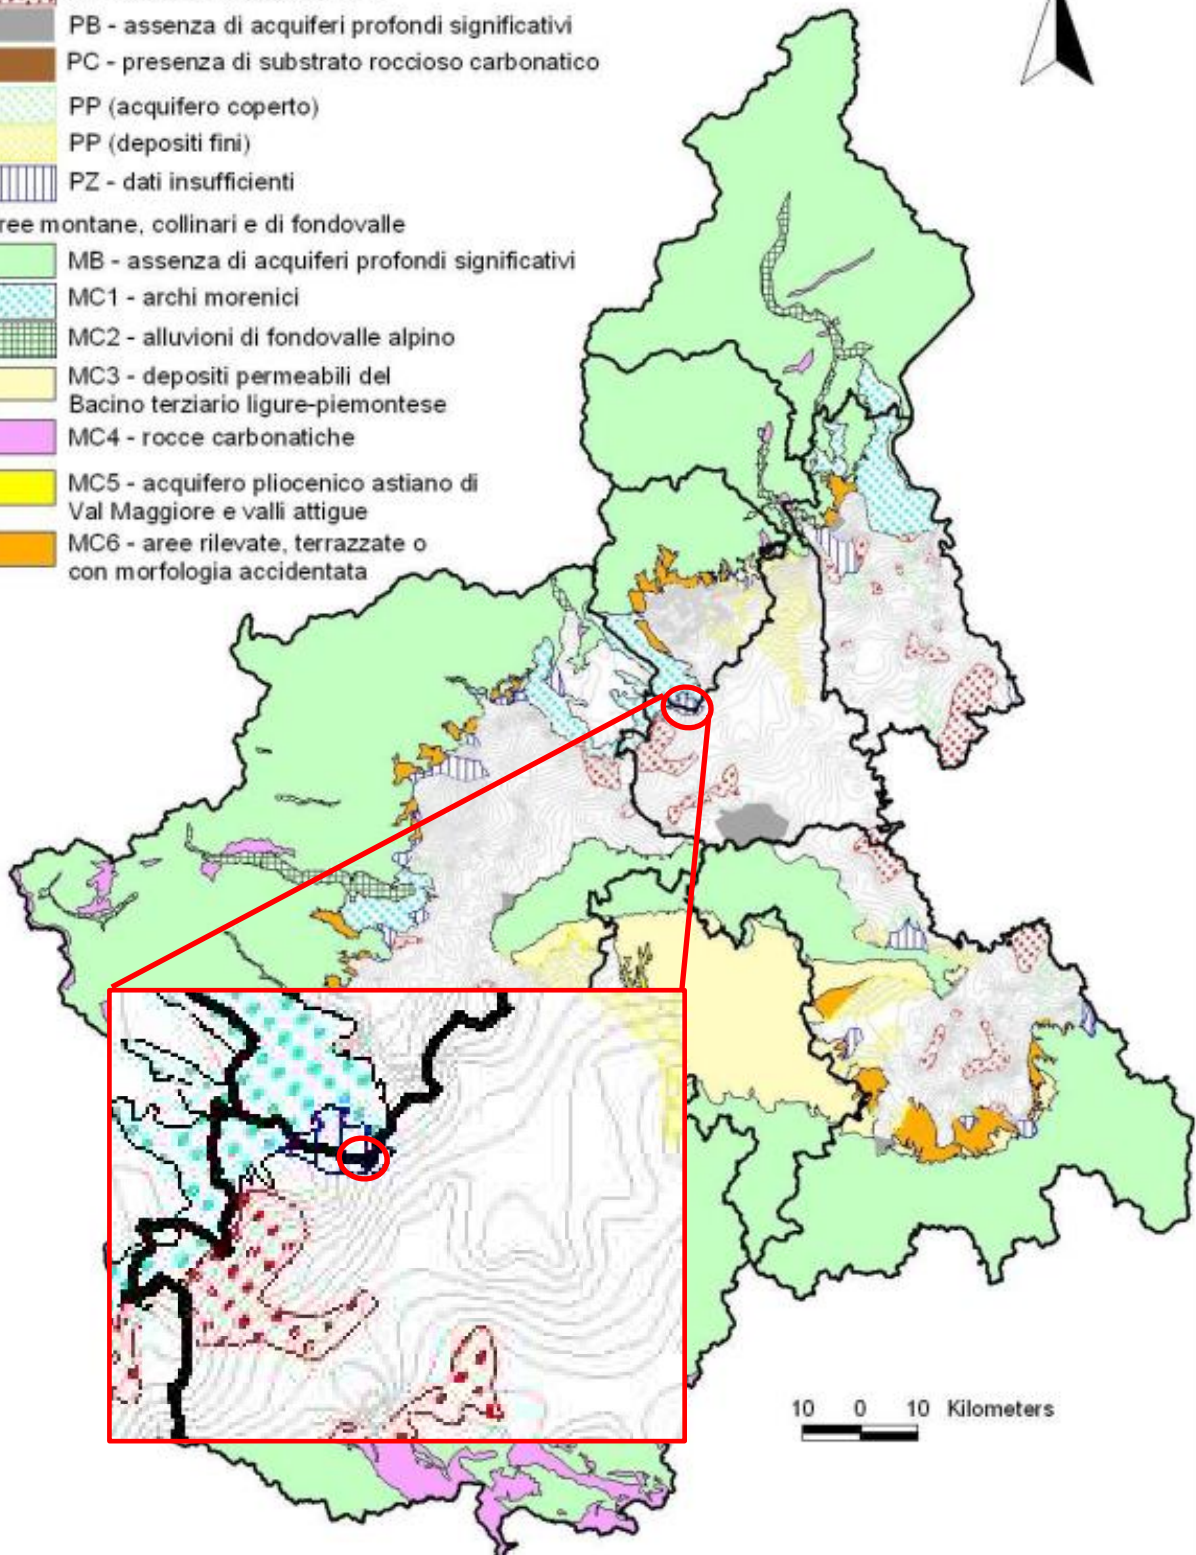 PB - assenza di acquiferi profondi significativi
PC - presenza di substrato roccioso carbonatico
PP (acquifero coperto)
PP (depositi fini)
PZ - dati insufficienti
ree montane, collinari e di fondovalle
MB - assenza di acquiferi profondi significativi
MC1 - archi morenici
MC2 - alluvioni di fondovalle alpino
MC3 - depositi permeabili del
Bacino terziario ligure-piemontese
MC4 - rocce carbonatiche
MC5 - acquifero pliocenico astiano di
Val Maggiore e valli attigue
MC6 - aree rilevate, terrazzate o
con morfologia accidentata
10 0 10 Kilometers